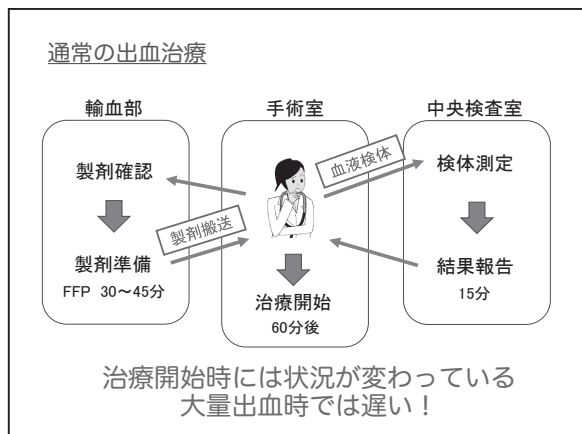 通常の出血治療
輸血部
手術室
中央検査室
製剤確認
血液検体
検体測定
製剤搬送
製剤準備
FFP 30～45分
治療開始
60分後
結果報告
15分
治療開始時には状況が変わっている
大量出血時では遅い！